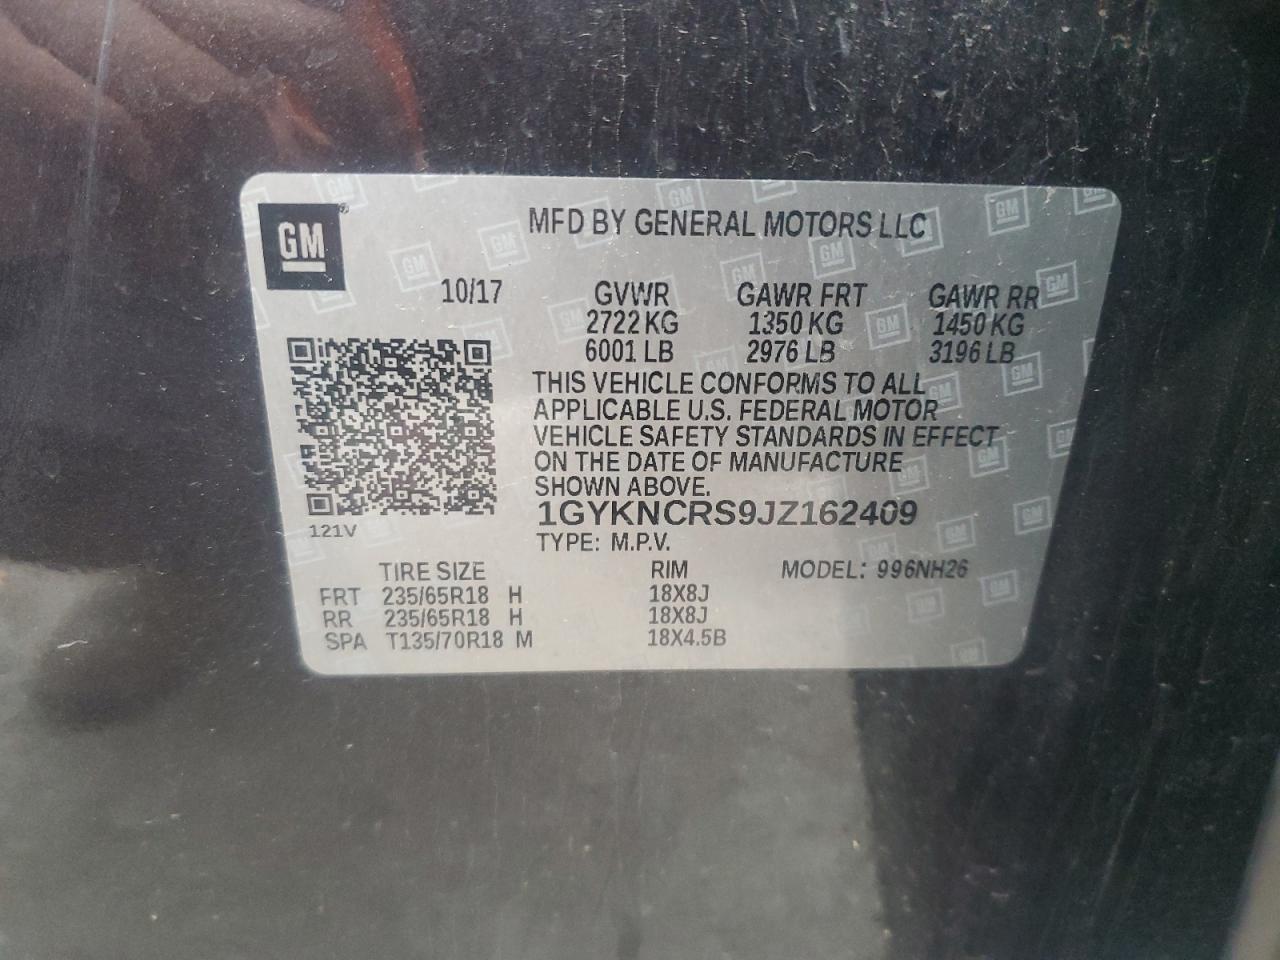 GM
MFD BY GENERAL MOTORS LLC
10/17 GVWR GAWR FRT GAWR RR
2722 KG 1350 KG 1450 KG
6001 LB 2976 LB 3196 LB
THIS VEHICLE CONFORMS TO ALL
APPLICABLE U.S. FEDERAL MOTOR
VEHICLE SAFETY STANDARDS IN EFFECT
ON THE DATE OF MANUFACTURE
SHOWN ABOVE.
1GYKNCRS9JZ162409
121V
TYPE: M.P.V.
TIRE SIZE RIM MODEL: 996NH26
FRT 235/65R18 H 18X8J
RR 235/65R18 H 18X8J
SPA T135/70R18 M 18X4.5B